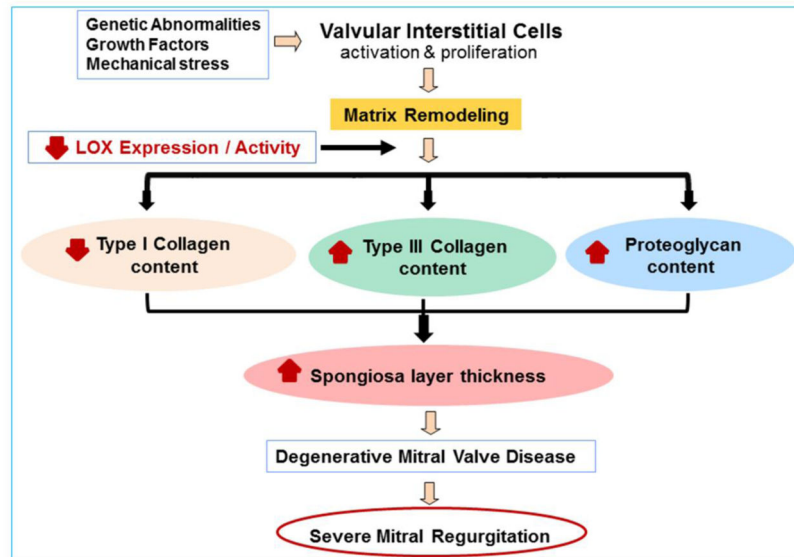 Genetic Abnormalities
Growth Factors
Mechanical stress
Valvular Interstitial Cells
activation & proliferation
Matrix Remodeling
LOX Expression / Activity
Type I Collagen
content
Type III Collagen
content
Proteoglycan
content
Spongiosa layer thickness
Degenerative Mitral Valve Disease
Severe Mitral Regurgitation